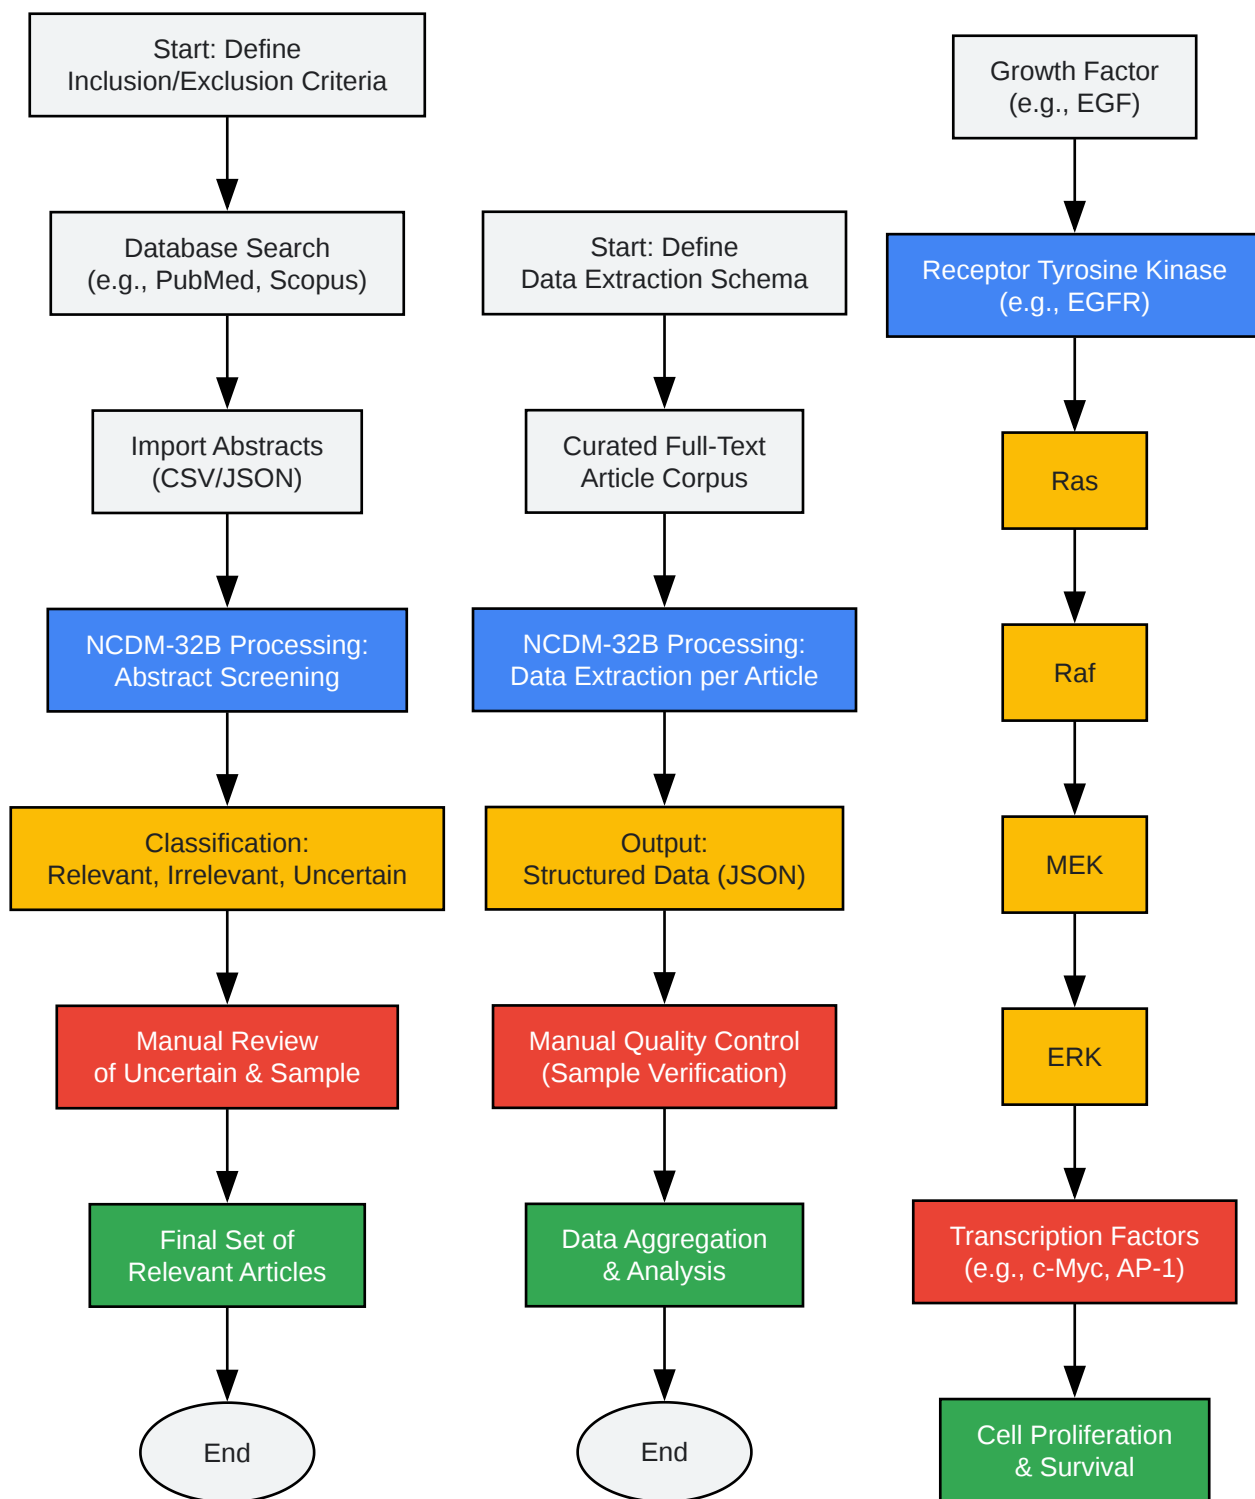 Start: Define
Inclusion/Exclusion Criteria
Database Search
(e.g., PubMed, Scopus)
Import Abstracts
(CSV/JSON)
NCDM-32B Processing:
Abstract Screening
Classification:
Relevant, Irrelevant, Uncertain
Manual Review
of Uncertain & Sample
Final Set of
Relevant Articles
End
Start: Define
Data Extraction Schema
Curated Full-Text
Article Corpus
NCDM-32B Processing:
Data Extraction per Article
Output:
Structured Data (JSON)
Manual Quality Control
(Sample Verification)
Data Aggregation
& Analysis
End
Growth Factor
(e.g., EGF)
Receptor Tyrosine Kinase
(e.g., EGFR)
Ras
Raf
MEK
ERK
Transcription Factors
(e.g., c-Myc, AP-1)
Cell Proliferation
& Survival